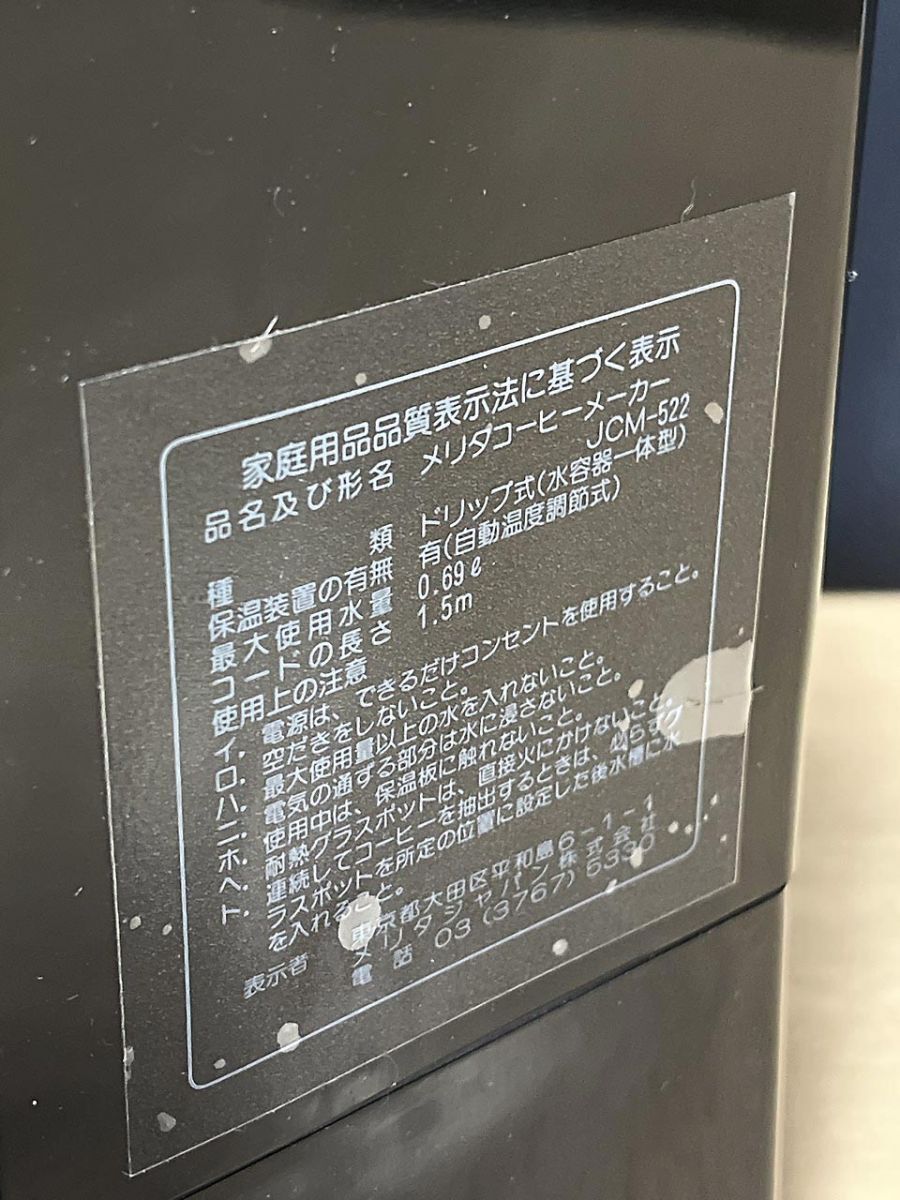 家庭用品品質表示法に基づく表示
品名及び形名 メリタコーヒーメーカー
JCM-522
種類 ドリップ式(水容器一体型)
保温装置の有無 有(自動温度調節式)
最大使用水量 0.69ℓ
コードの長さ 1.5m
使用上の注意
イ. 電源は、できるだけコンセントを使用すること。
ロ. 空だきをしないこと。
ハ. 最大使用量以上の水を入れないこと。
ニ. 電気の通ずる部分は水に浸さないこと。
ホ. 使用中は、保温板に触れないこと。
ヘ. 耐熱グラスポットは、直接火にかけないこと。
ト. 連続してコーヒーを抽出するときは、必らずグ
ラスポットを所定の位置に設定した後水槽に水
を入れること。
表示者 東京都大田区平和島6-1-1
メリタジャパン株式会社
電話 03(3767)5330